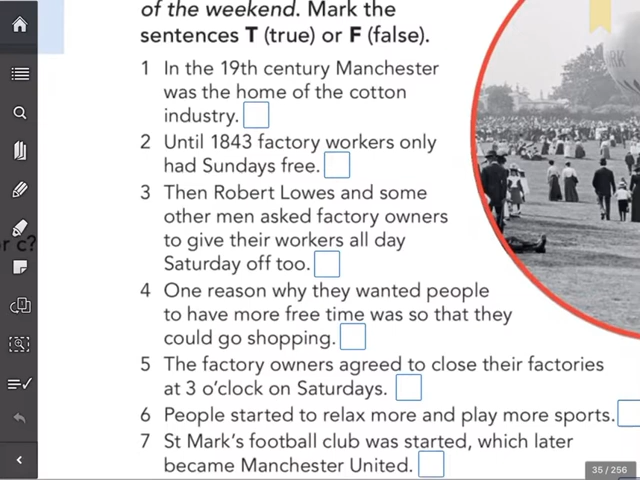 of the weekend. Mark the
sentences T (true) or F (false).
1 In the 19th century Manchester
was the home of the cotton
industry.
2 Until 1843 factory workers only
had Sundays free.
3 Then Robert Lowes and some
other men asked factory owners
to give their workers all day
Saturday off too.
r c?
4 One reason why they wanted people
to have more free time was so that they
could go shopping.
5 The factory owners agreed to close their factories
at 3 o'clock on Saturdays.
6 People started to relax more and play more sports.
7 St Mark's football club was started, which later
became Manchester United.
35 / 256
RK